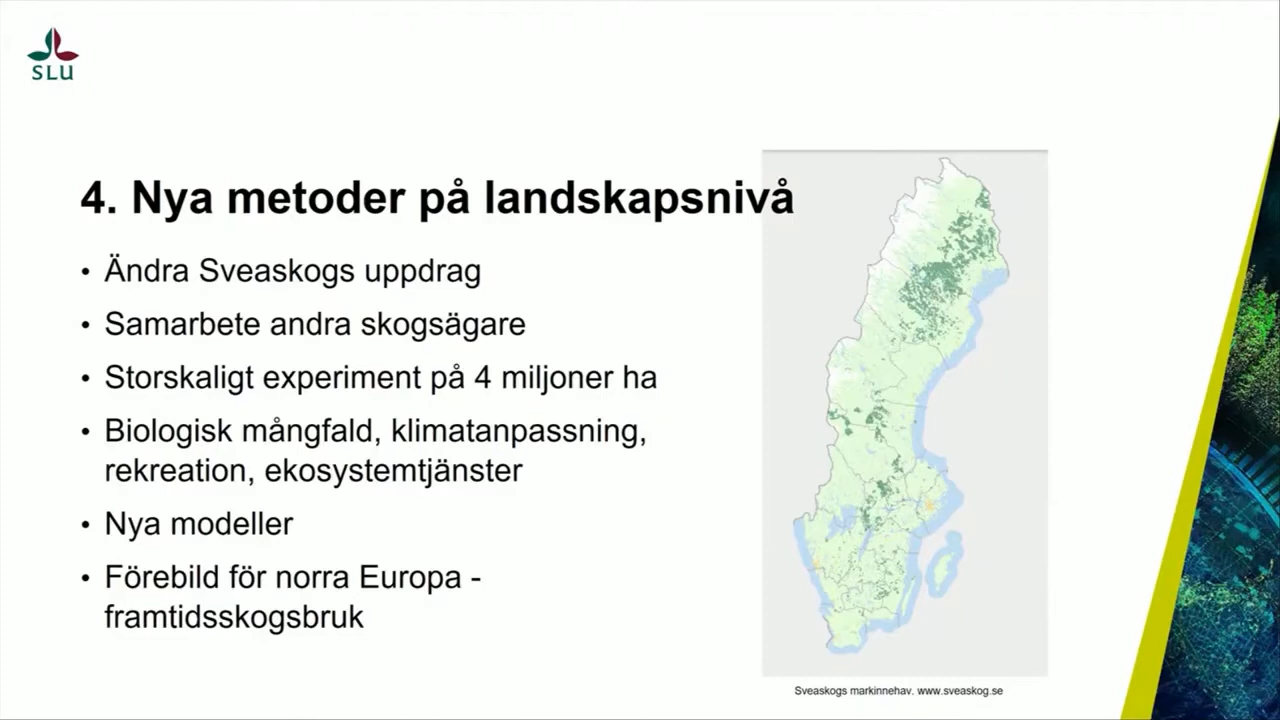 SLU
4. Nya metoder på landskapsnivå
• Ändra Sveaskogs uppdrag
• Samarbete andra skogsägare
• Storskaligt experiment på 4 miljoner ha
• Biologisk mångfald, klimatanpassning,
rekreation, ekosystemtjänster
• Nya modeller
• Förebild för norra Europa -
framtidsskogsbruk
Sveaskogs markinnehav. www.sveaskog.se